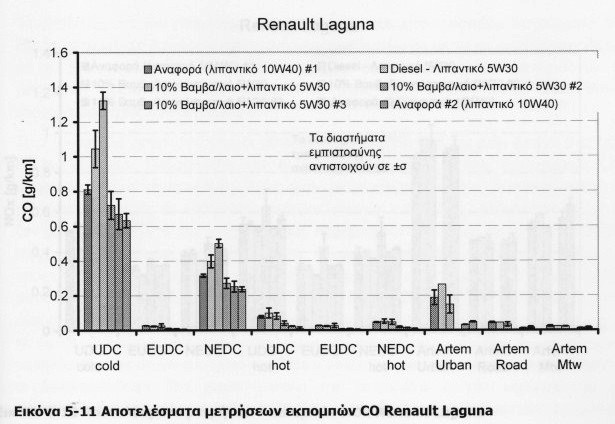 Renault Laguna
CO [g/km]
1.6
1.4
1.2
1
0.8
0.6
0.4
0.2
0
Αναφορά (λιπαντικό 10W40) #1
Diesel - Λιπαντικό 5W30
10% Βαμβα/λαιο+λιπαντικό 5W30
10% Βαμβα/λαιο+λιπαντικό 5W30 #2
10% Βαμβα/λαιο+λιπαντικό 5W30 #3
Αναφορά #2 (λιπαντικό 10W40)
Τα διαστήματα
εμπιστοσύνης
αντιστοιχούν σε ±σ
UDC cold
EUDC
NEDC
UDC hot
EUDC
NEDC hot
Artem Urban
Artem Road
Artem Mtw
Εικόνα 5-11 Αποτελέσματα μετρήσεων εκπομπών CO Renault Laguna